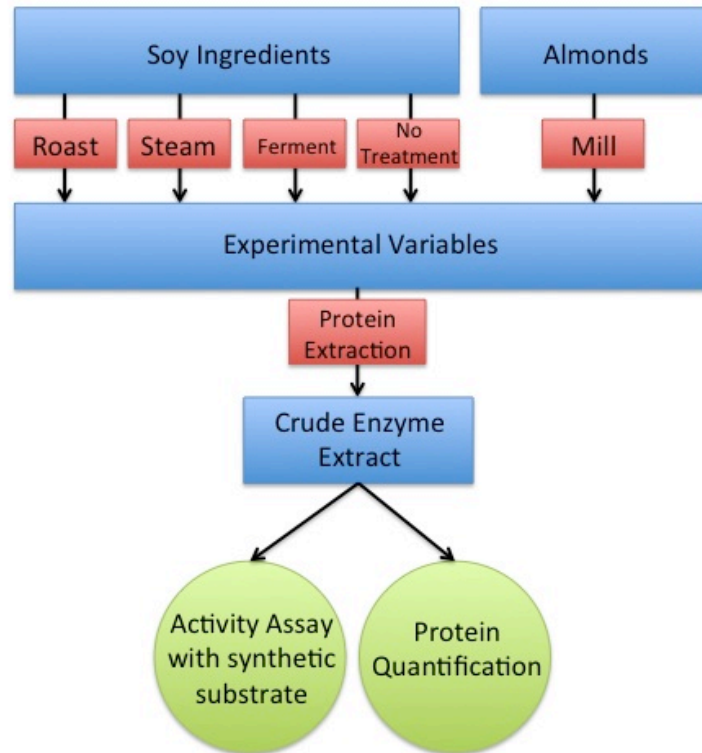 Soy Ingredients
Almonds
Roast
Steam
Ferment
No
Treatment
Mill
Experimental Variables
Protein
Extraction
Crude Enzyme
Extract
Activity Assay
with synthetic
substrate
Protein
Quantification